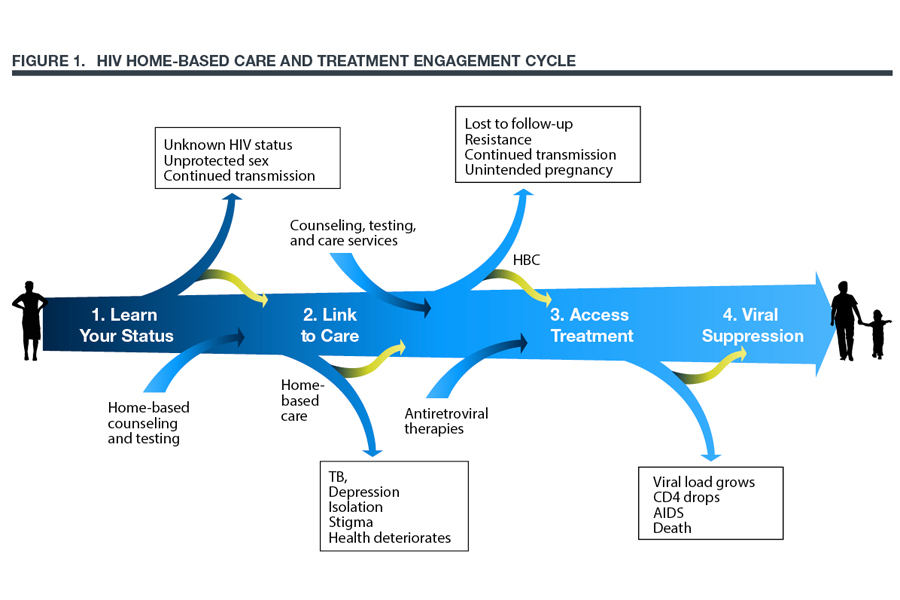 FIGURE 1. HIV HOME-BASED CARE AND TREATMENT ENGAGEMENT CYCLE
Unknown HIV status
Unprotected sex
Continued transmission
Lost to follow-up
Resistance
Continued transmission
Unintended pregnancy
Counseling, testing,
and care services
HBC
1. Learn
Your Status
2. Link
to Care
3. Access
Treatment
4. Viral
Suppression
Home-based
counseling
and testing
Home-
based
care
Antiretroviral
therapies
TB,
Depression
Isolation
Stigma
Health deteriorates
Viral load grows
CD4 drops
AIDS
Death